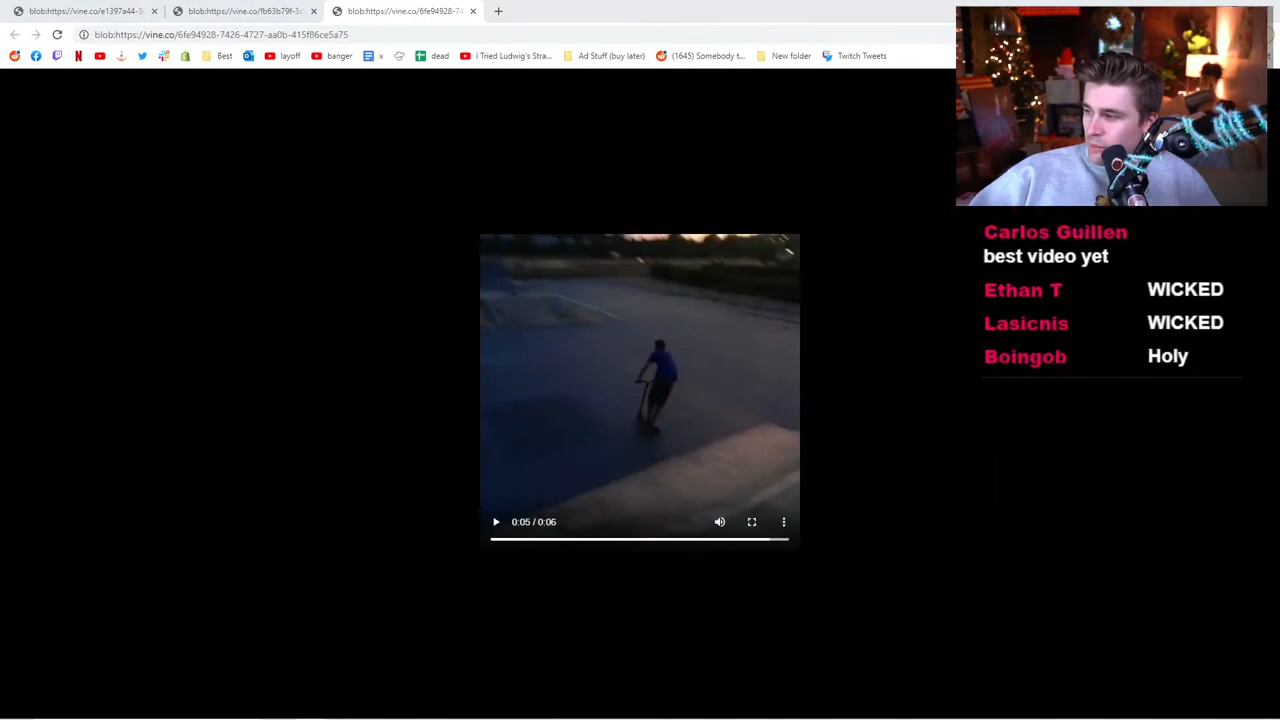 blob:https://vine.co/e1397a44-3
blob:https://vine.co/fb63b79f-3c
blob:https://vine.co/6fe94928-74
blob:https://vine.co/6fe94928-7426-4727-aa0b-415f86ce5a75
Best
layoff
banger
x
dead
I Tried Ludwig's Stra...
Ad Stuff (buy later)
(1645) Somebody t...
New folder
Twitch Tweets
Carlos Guillen
best video yet
Ethan T WICKED
Lasicnis WICKED
Boingob Holy
0:05 / 0:06